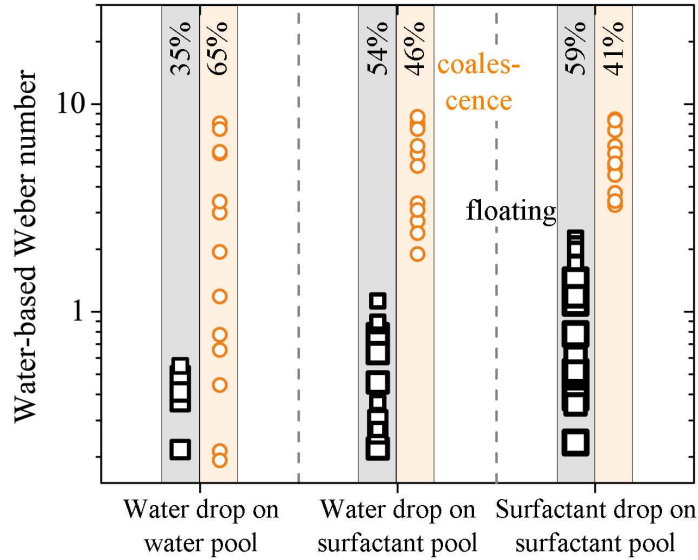 35%
65%
54%
46%
59%
41%
coales-
cence
floating
10
1
Water-based Weber number
Water drop on
water pool
Water drop on
surfactant pool
Surfactant drop on
surfactant pool